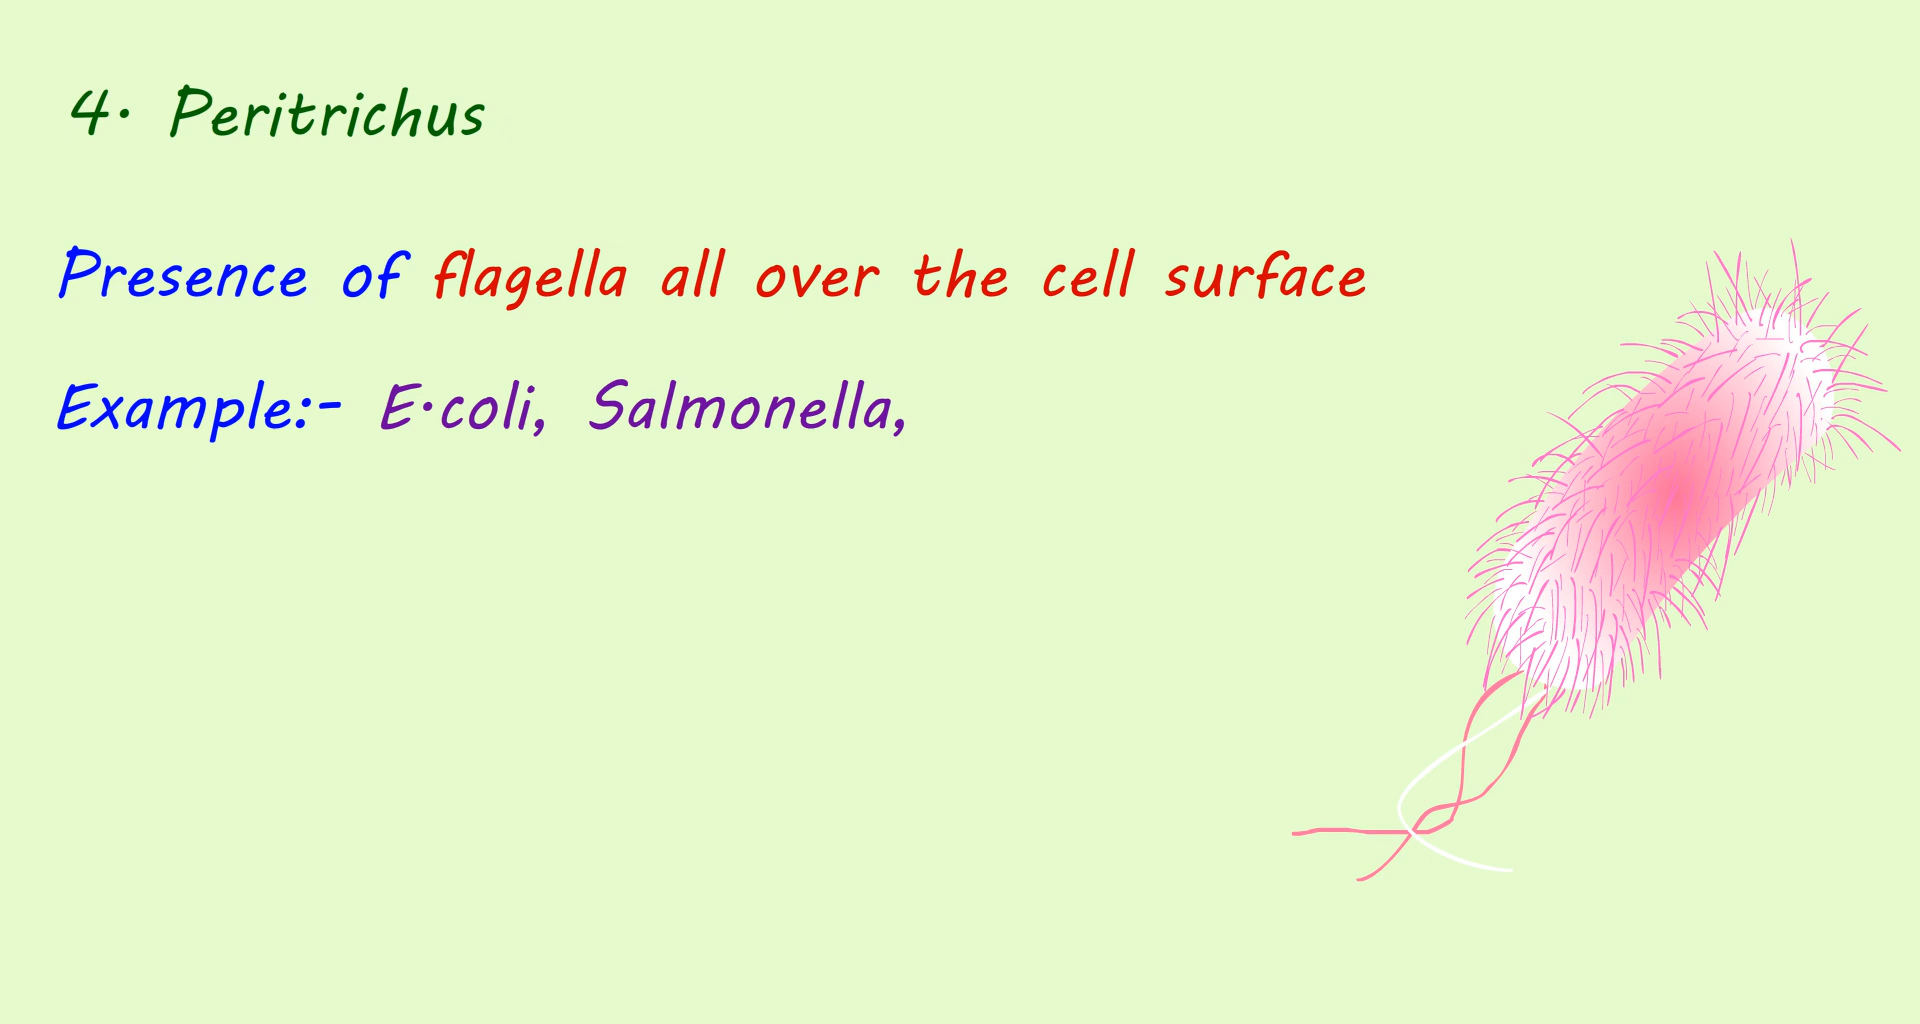 4. Peritrichus
Presence of flagella all over the cell surface
Example:- E.coli, Salmonella,